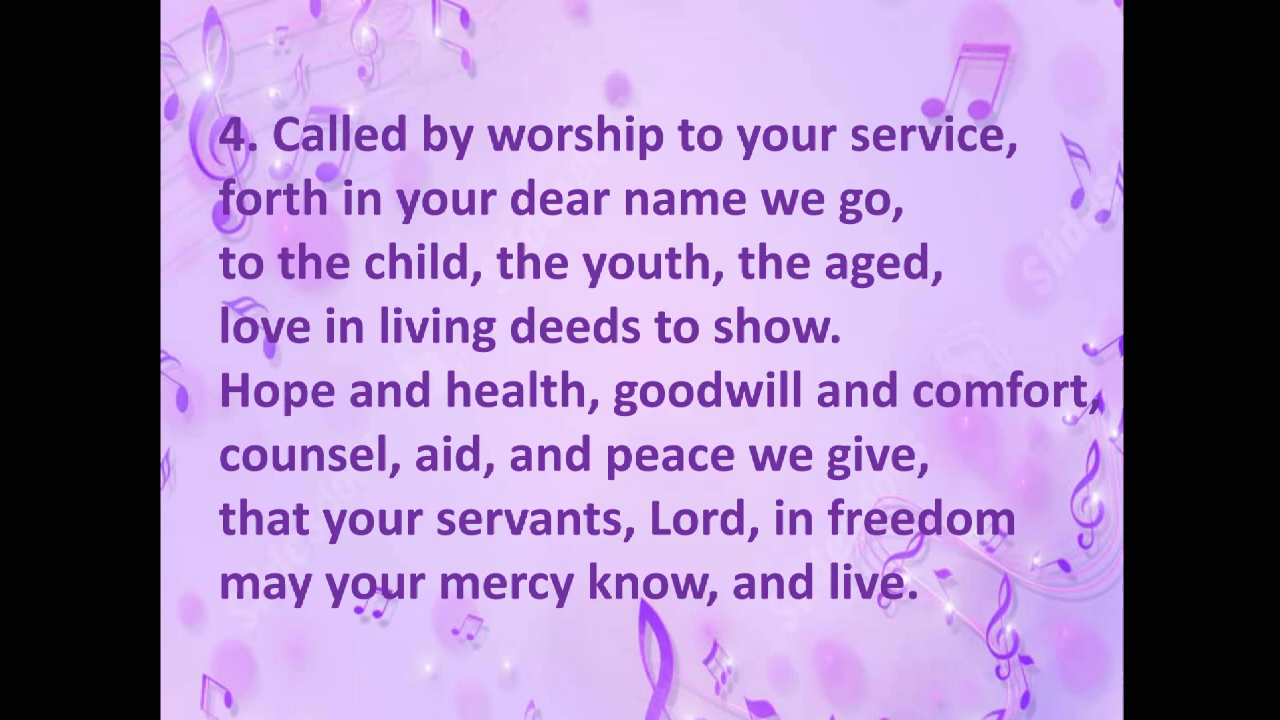 4. Called by worship to your service,
forth in your dear name we go,
to the child, the youth, the aged,
love in living deeds to show.
Hope and health, goodwill and comfort,
counsel, aid, and peace we give,
that your servants, Lord, in freedom
may your mercy know, and live.